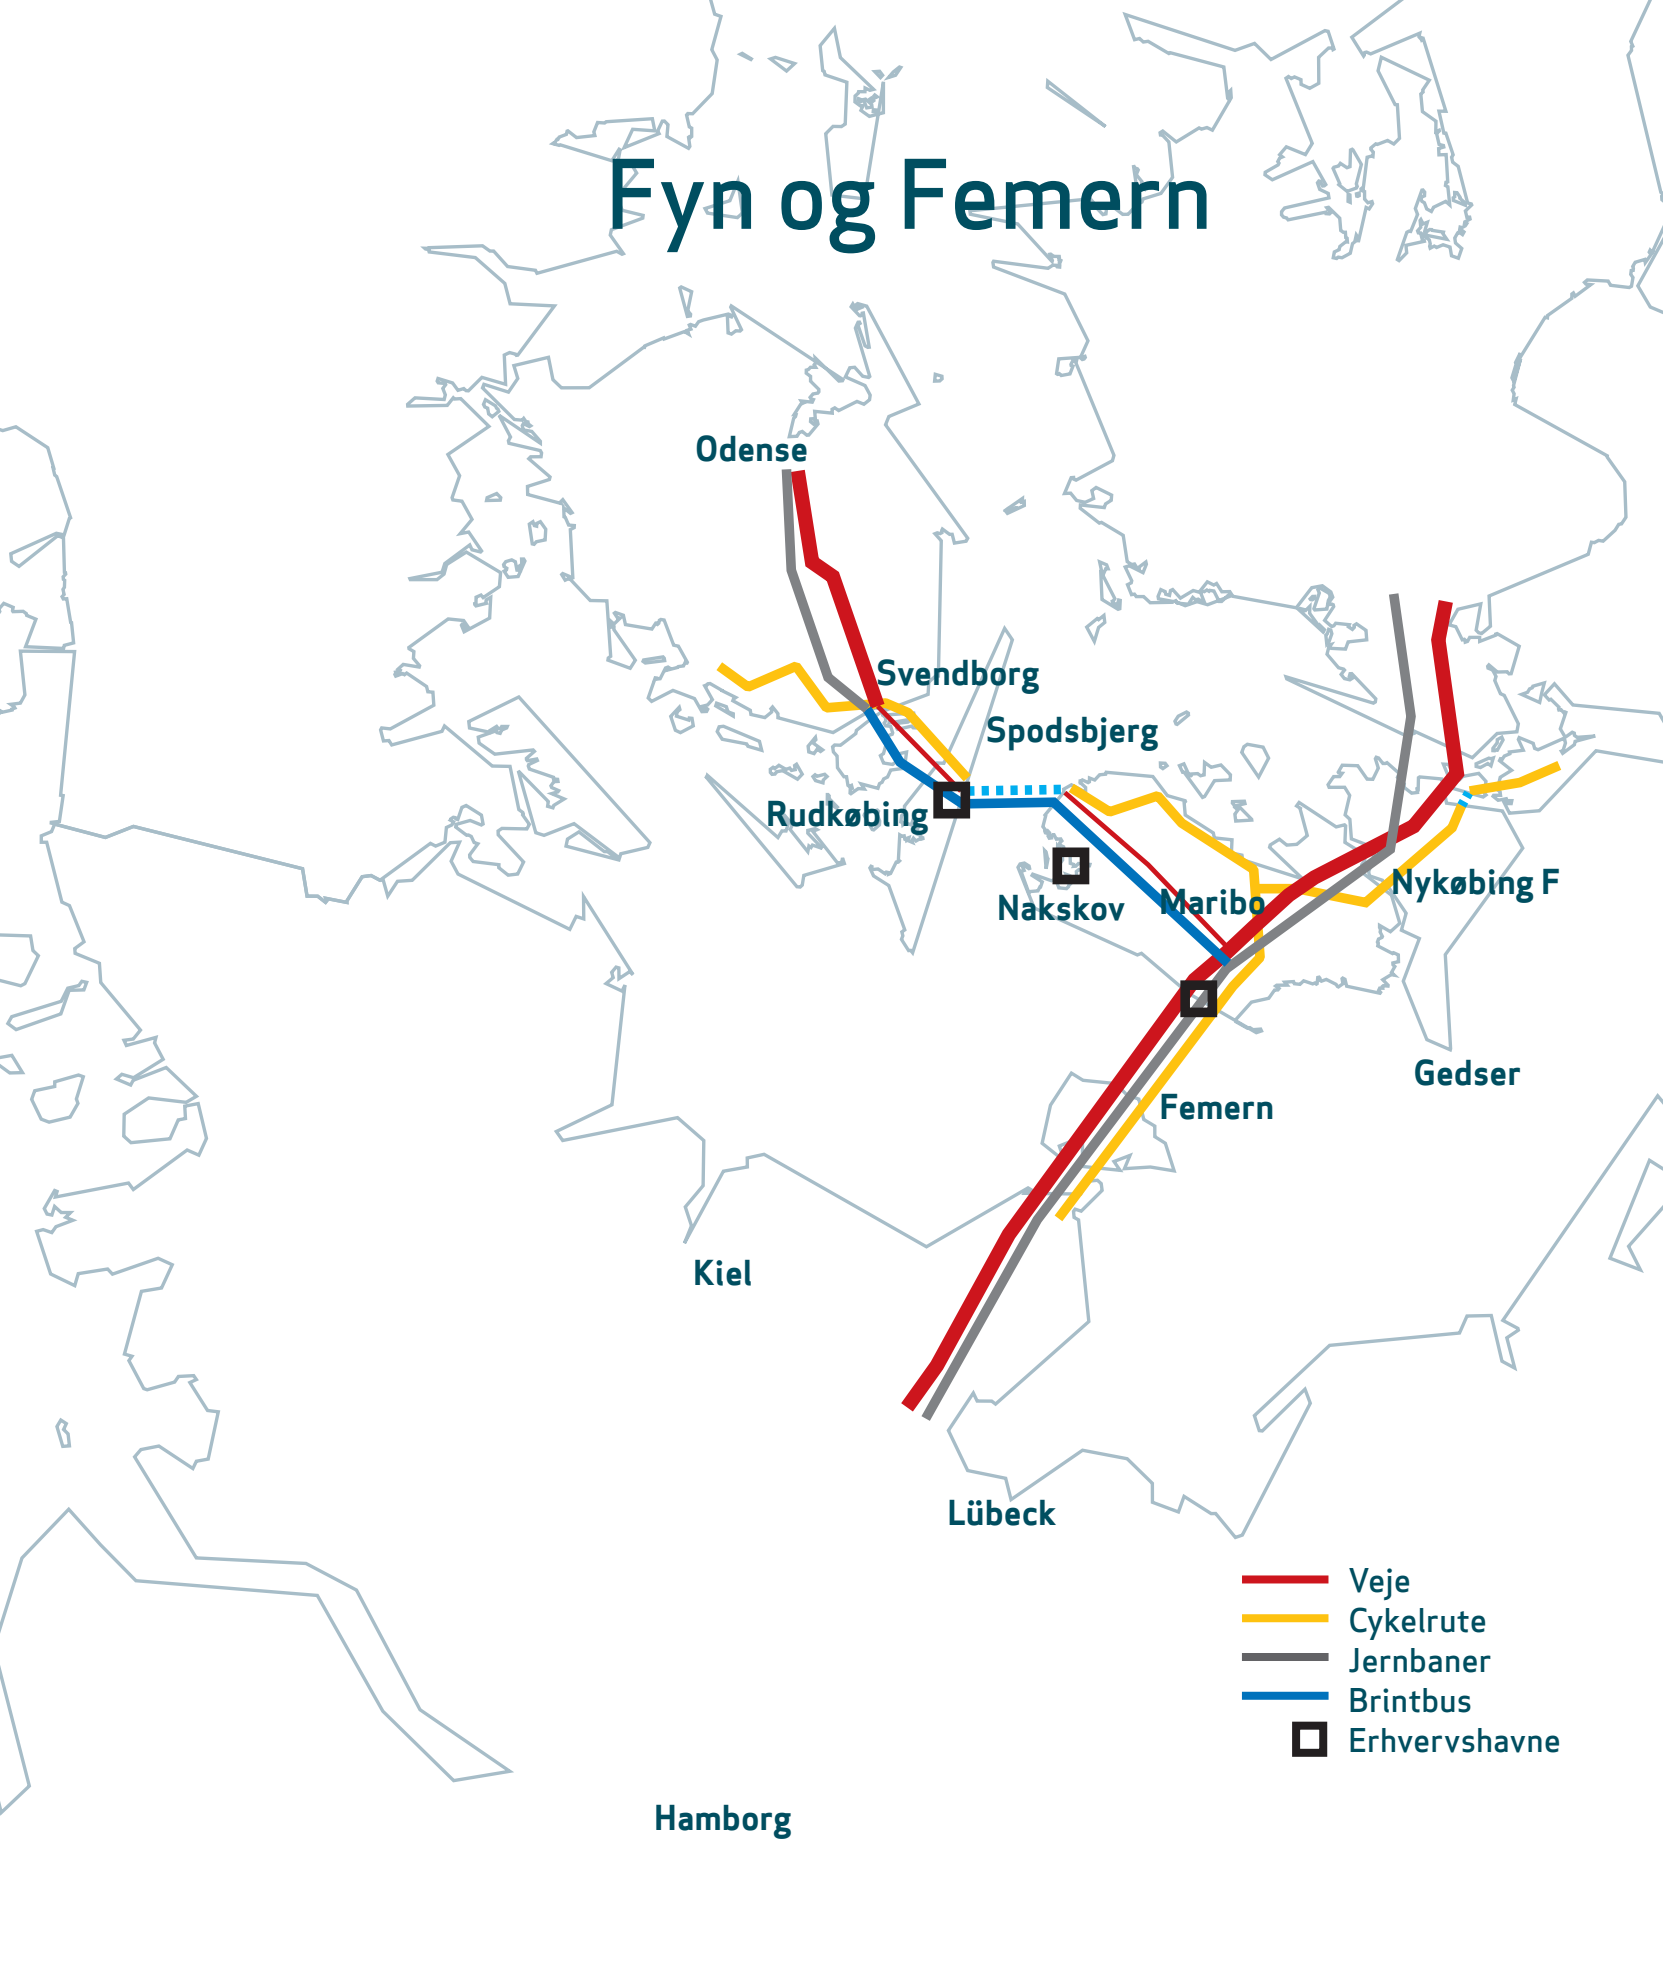 Fyn og Femern
Odense
Svendborg
Spodsbjerg
Rudkøbing
Nakskov
Maribo
Nykøbing F
Gedser
Femern
Kiel
Lübeck
Veje
Cykelrute
Jernbaner
Brintbus
Erhvervshavne
Hamborg